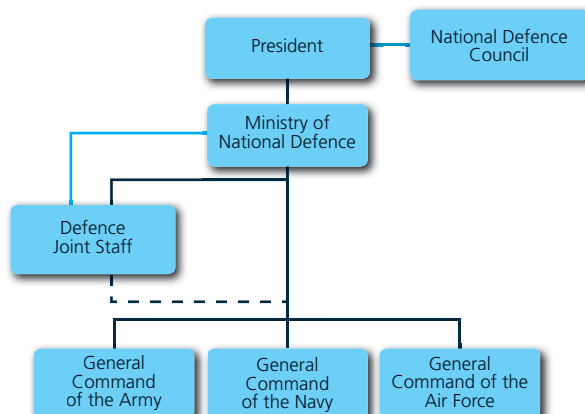 President
National Defence
Council
Ministry of
National Defence
Defence
Joint Staff
General
Command
of the Army
General
Command
of the Navy
General
Command of the
Air Force